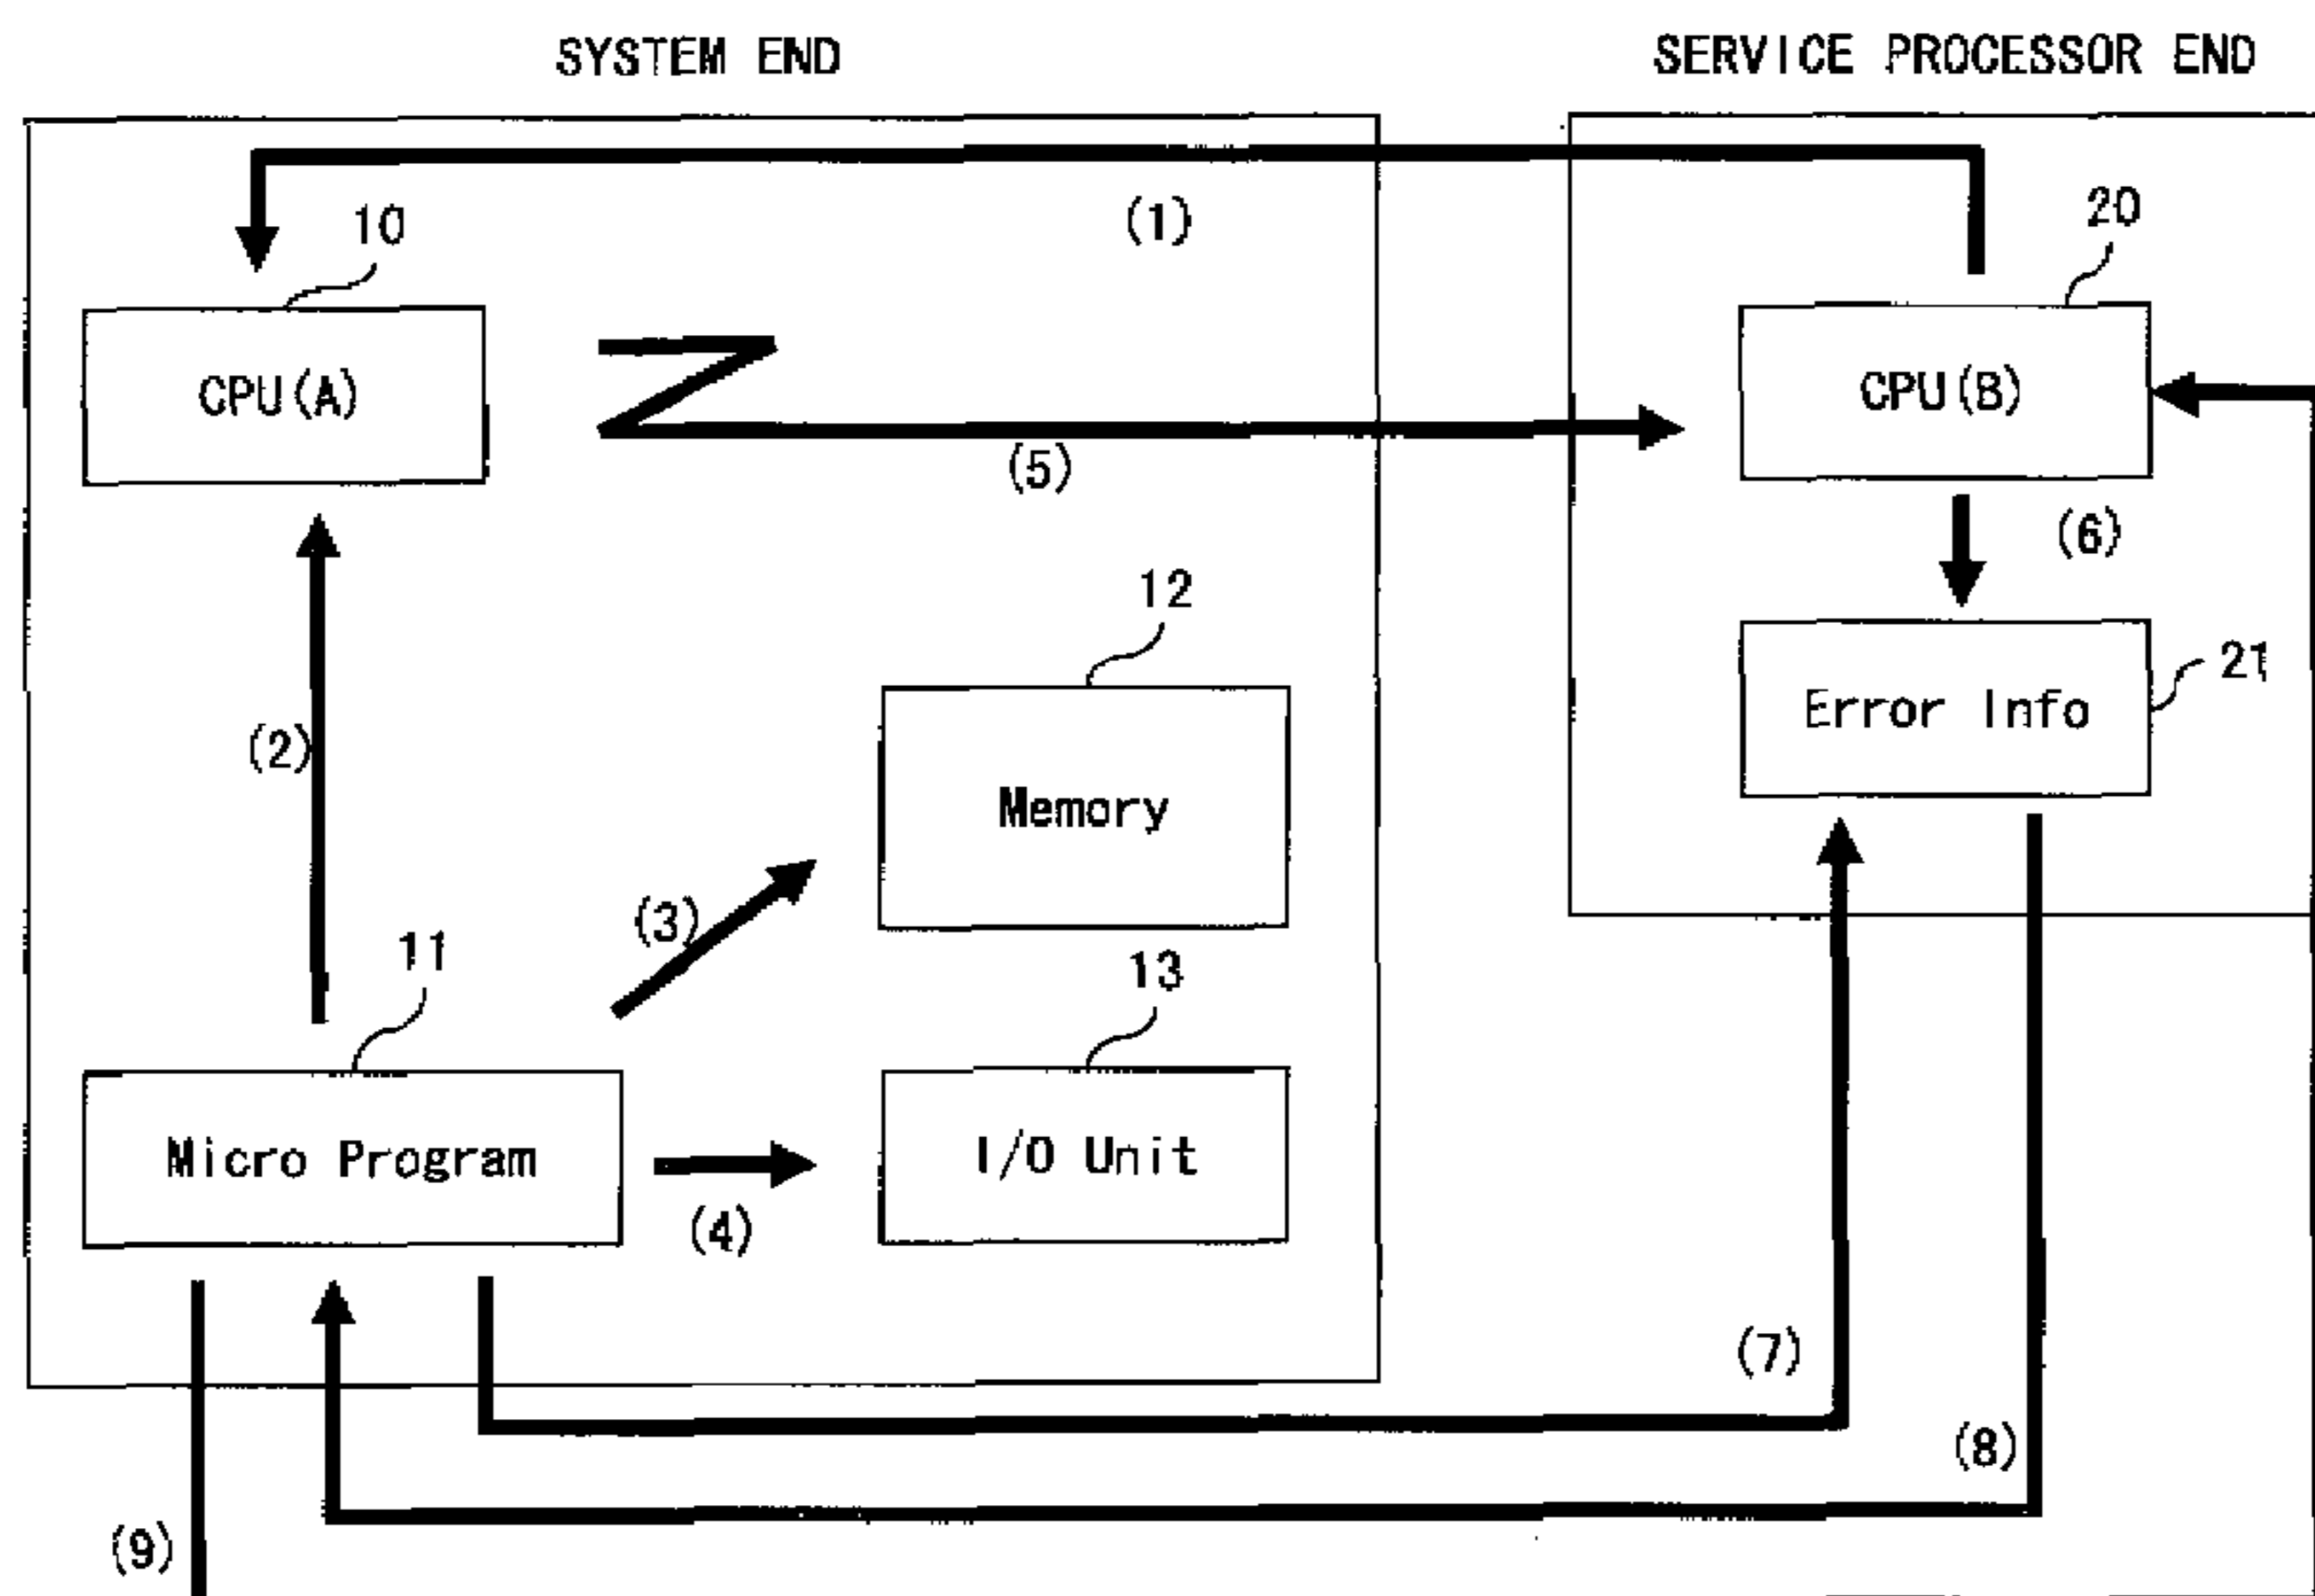 SYSTEM END
SERVICE PROCESSOR END
(1)
10
20
CPU(A)
CPU(B)
(5)
(6)
12
21
Error Info
(2)
Memory
(3)
11
13
Micro Program
I/O Unit
(4)
(7)
(8)
(9)